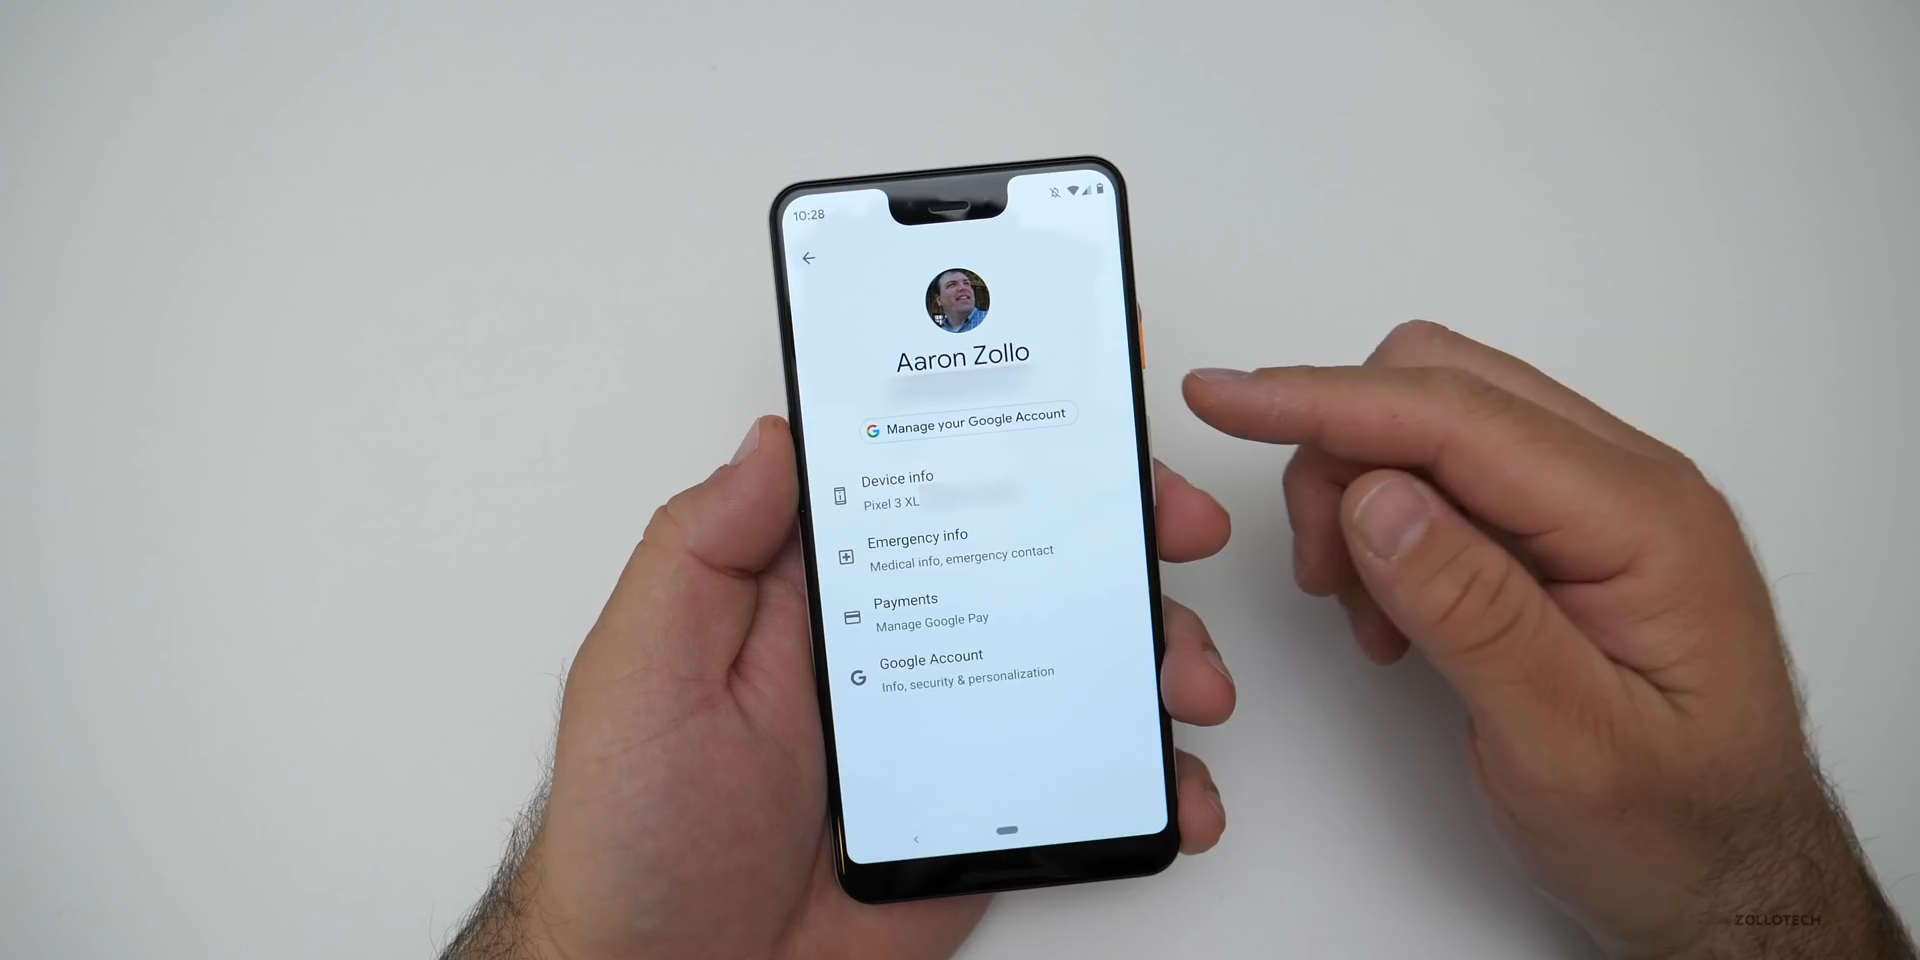 10:28
Aaron Zollo
Manage your Google Account
Device info
Pixel 3 XL
Emergency info
Medical info, emergency contact
Payments
Manage Google Pay
Google Account
Info, security & personalization
ZOLLOTECH